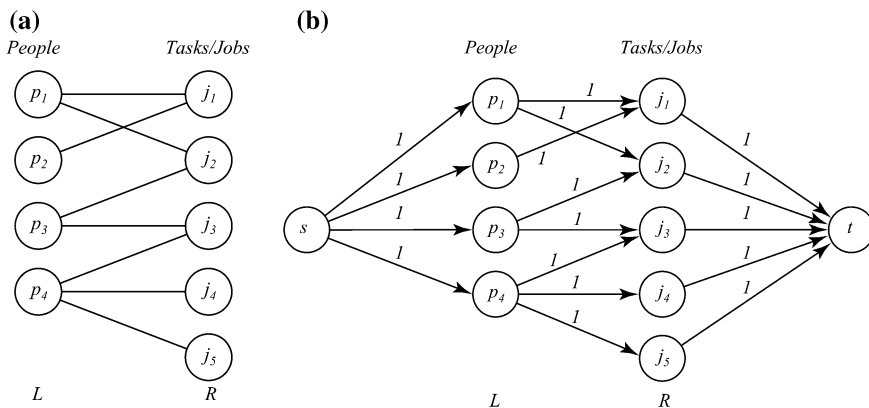 (a)
People Tasks/Jobs
p1 j1
p2 j2
p3 j3
p4 j4
j5
L R
(b)
People Tasks/Jobs
s
1
1
1
1
p1
p2
p3
p4
1
1
1
1
1
1
1
1
j1
j2
j3
j4
j5
1
1
1
1
1
t
L R